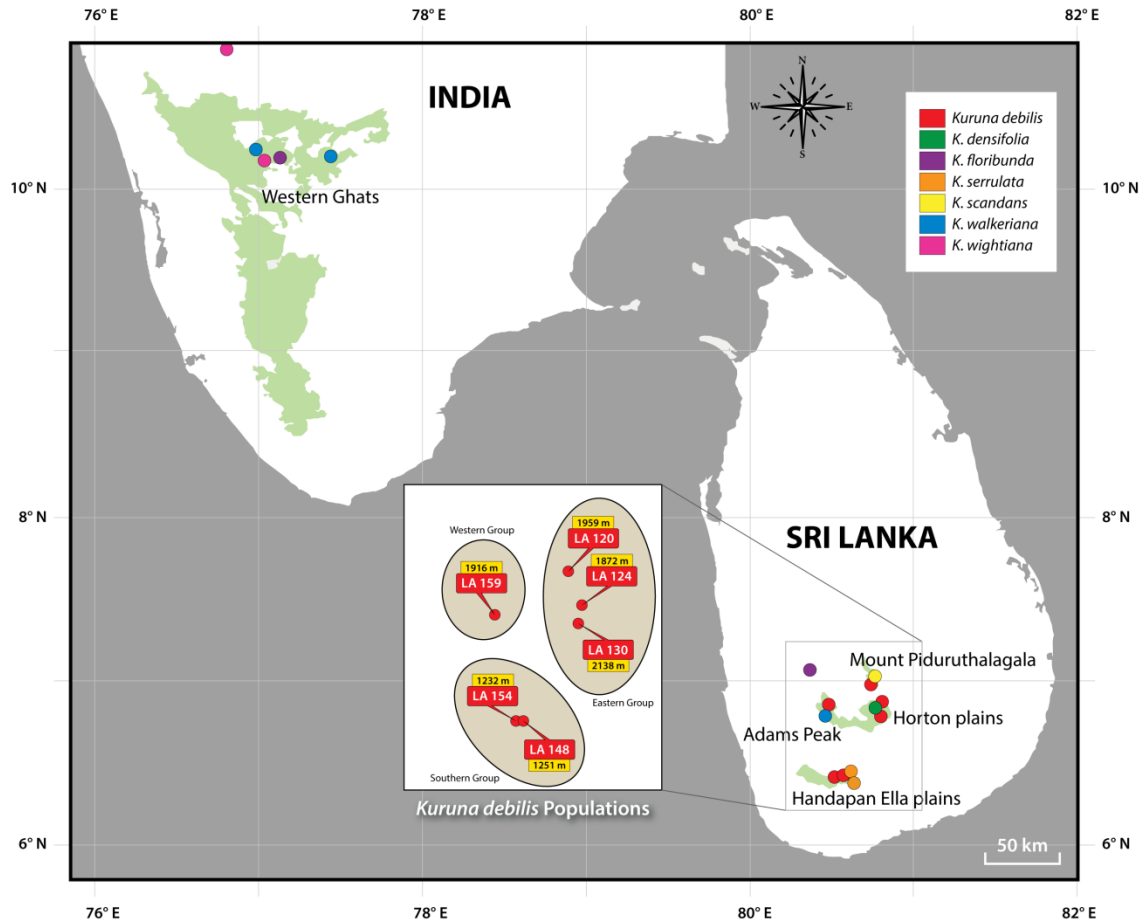 76° E
78° E
80° E
82° E
INDIA
N
W
E
S
Kuruna debilis
K. densifolia
K. floribunda
K. serrulata
K. scandans
K. walkeriana
K. wightiana
10° N
Western Ghats
10° N
8° N
8° N
SRI LANKA
Western Group
1916 m
LA 159
1959 m
LA 120
1872 m
LA 124
LA 130
2138 m
Eastern Group
1232 m
LA 154
LA 148
1251 m
Southern Group
Kuruna debilis Populations
Mount Piduruthalagala
Horton plains
Adams Peak
Handapan Ella plains
6° N
6° N
50 km
76° E
78° E
80° E
82° E